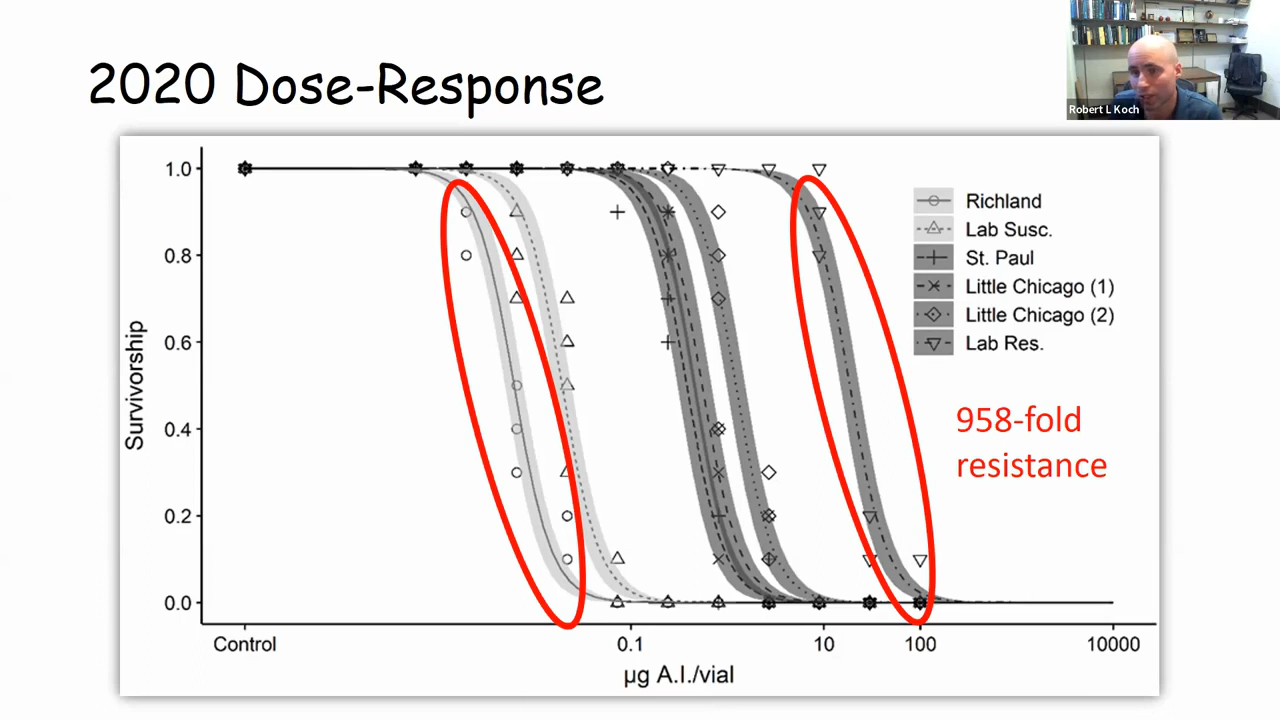 2020 Dose-Response
Robert L Koch
1.0
0.8
0.6
0.4
0.2
0.0
Survivorship
Control
0.1
10
100
10000
µg A.I./vial
Richland
Lab Susc.
St. Paul
Little Chicago (1)
Little Chicago (2)
Lab Res.
958-fold
resistance